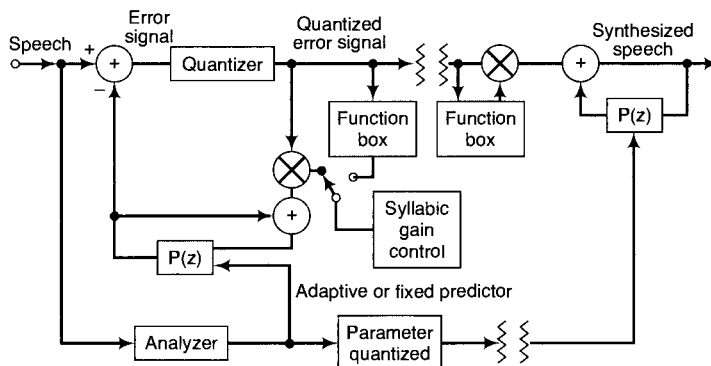 Speech
Error
signal
Quantized
error signal
Synthesized
speech
+
+
−
Quantizer
+
P(z)
Function
box
Function
box
+
Syllabic
gain
control
P(z)
Adaptive or fixed predictor
Analyzer
Parameter
quantized